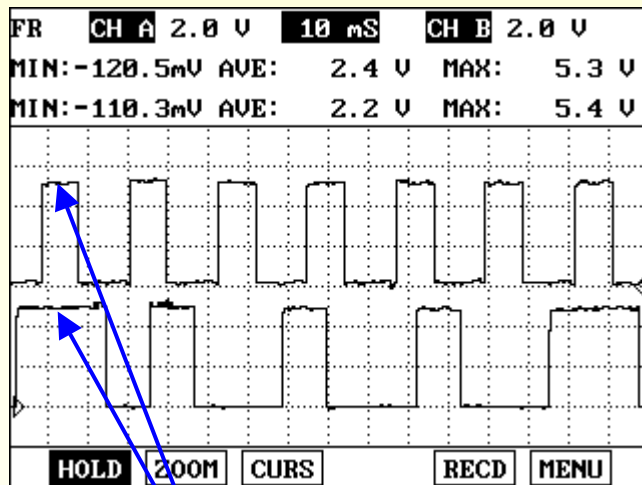 FR CH A 2.0 V 10 mS CH B 2.0 V
MIN:-120.5mV AVE: 2.4 V MAX: 5.3 V
MIN:-110.3mV AVE: 2.2 V MAX: 5.4 V
HOLD ZOOM CURS RECD MENU